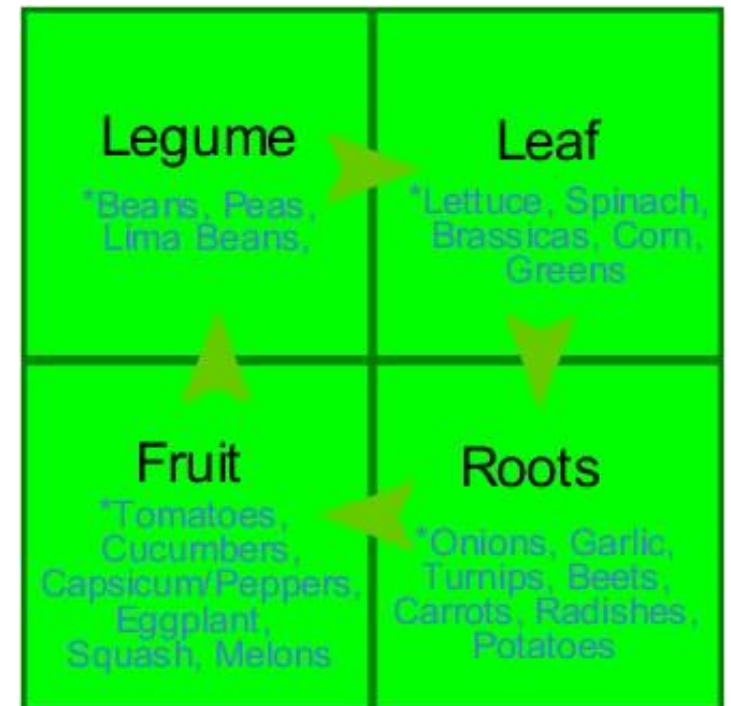 Legume
*Beans, Peas,
Lima Beans,
Leaf
*Lettuce, Spinach,
Brassicas, Corn,
Greens
Fruit
*Tomatoes,
Cucumbers,
Capsicum/Peppers,
Eggplant,
Squash, Melons
Roots
*Onions, Garlic,
Turnips, Beets,
Carrots, Radishes,
Potatoes